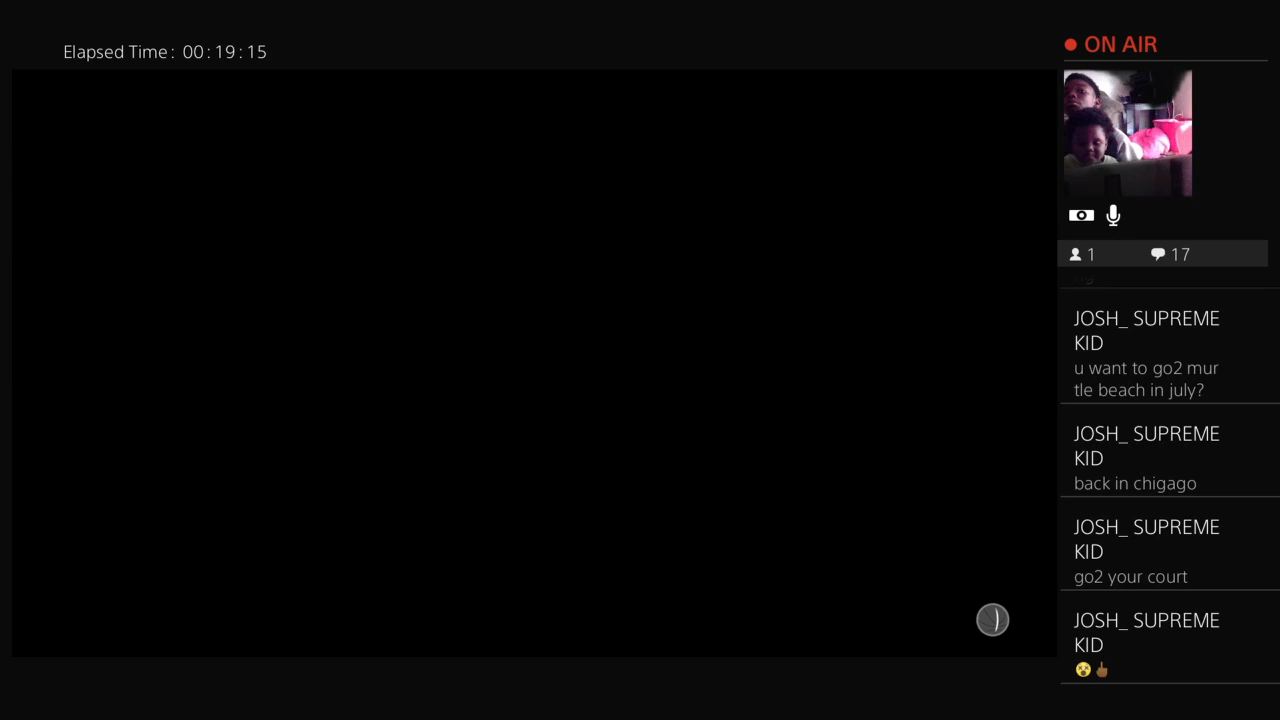 Elapsed Time: 00:19:15
ON AIR
1 17
JOSH_ SUPREME
KID
u want to go2 mur
tle beach in july?
JOSH_ SUPREME
KID
back in chigago
JOSH_ SUPREME
KID
go2 your court
JOSH_ SUPREME
KID
😵🖕🏾